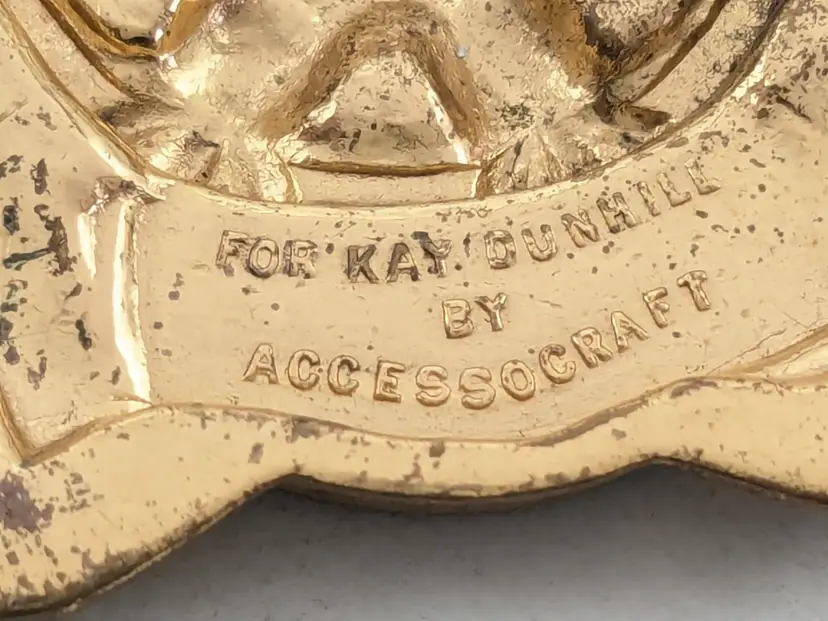 FOR KAY DUNHILL
BY
ACCESSOCRAFT